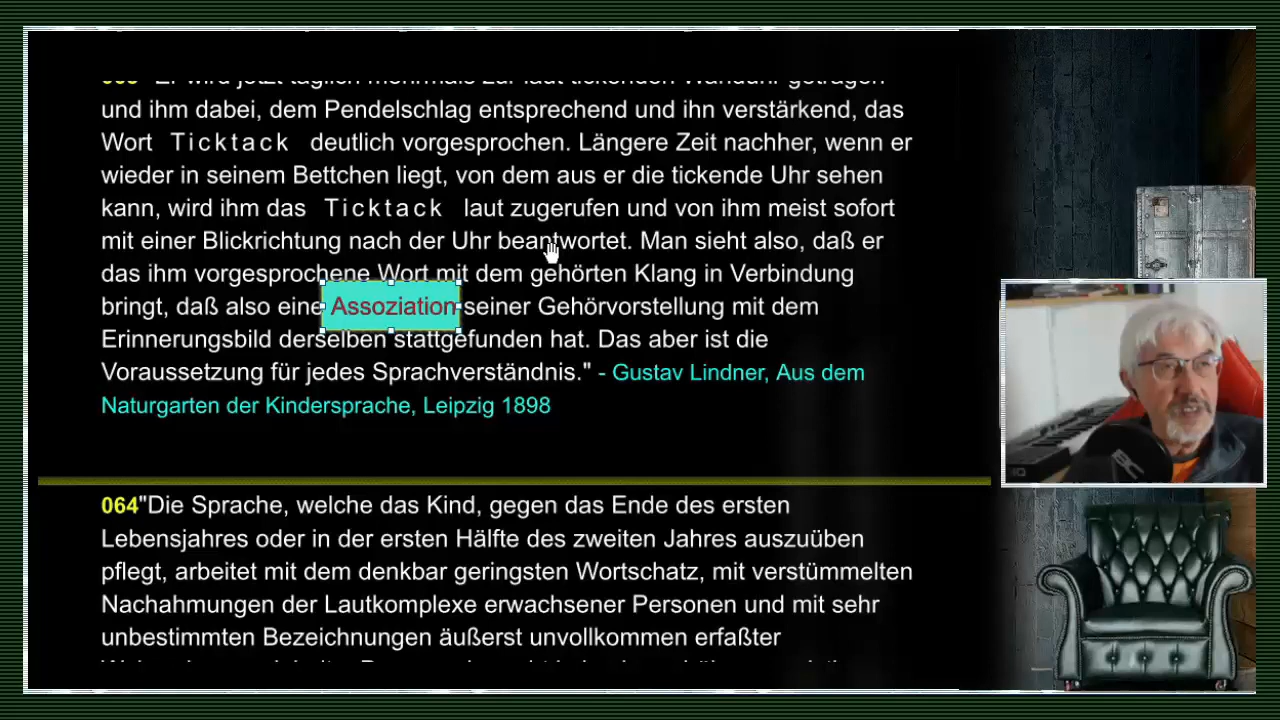 und ihm dabei, dem Pendelschlag entsprechend und ihn verstärkend, das
Wort Ticktack deutlich vorgesprochen. Längere Zeit nachher, wenn er
wieder in seinem Bettchen liegt, von dem aus er die tickende Uhr sehen
kann, wird ihm das Ticktack laut zugerufen und von ihm meist sofort
mit einer Blickrichtung nach der Uhr beantwortet. Man sieht also, daß er
das ihm vorgesprochene Wort mit dem gehörten Klang in Verbindung
bringt, daß also eine Assoziation seiner Gehörvorstellung mit dem
Erinnerungsbild derselben stattgefunden hat. Das aber ist die
Voraussetzung für jedes Sprachverständnis." - Gustav Lindner, Aus dem
Naturgarten der Kindersprache, Leipzig 1898
064"Die Sprache, welche das Kind, gegen das Ende des ersten
Lebensjahres oder in der ersten Hälfte des zweiten Jahres auszuüben
pflegt, arbeitet mit dem denkbar geringsten Wortschatz, mit verstümmelten
Nachahmungen der Lautkomplexe erwachsener Personen und mit sehr
unbestimmten Bezeichnungen äußerst unvollkommen erfaßter